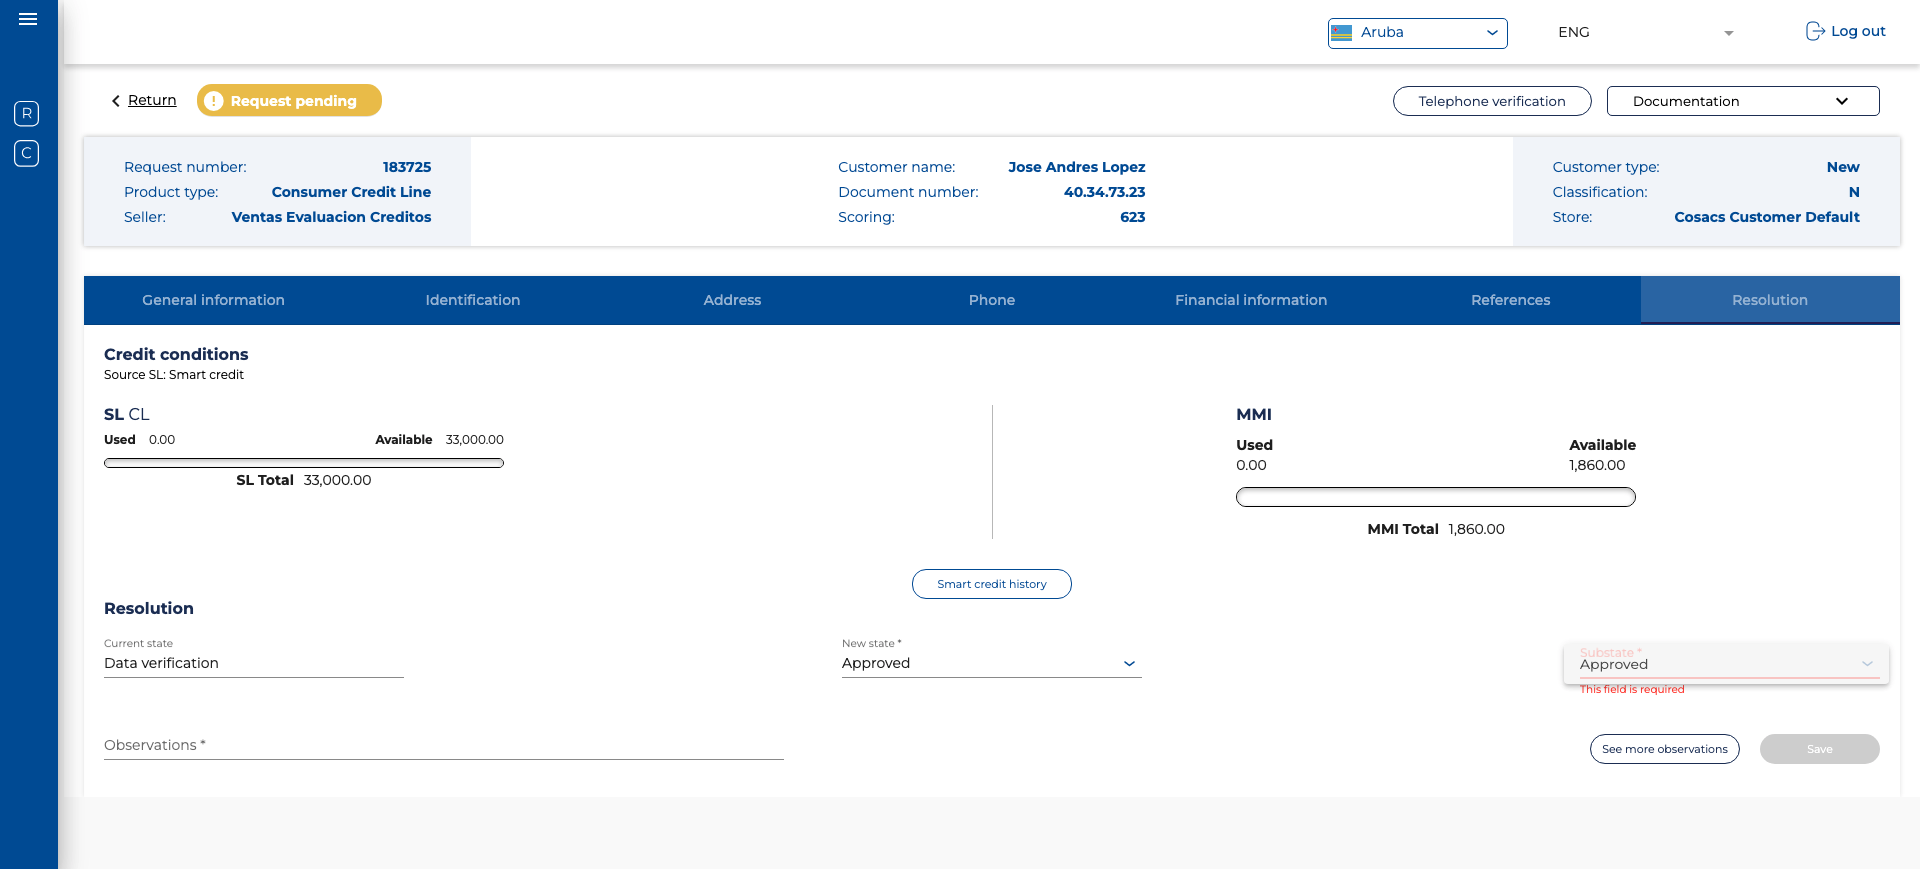 Aruba
ENG
Log out
R
C
Return
Request pending
Telephone verification
Documentation
Request number: 183725
Product type: Consumer Credit Line
Seller: Ventas Evaluacion Creditos
Customer name: Jose Andres Lopez
Document number: 40.34.73.23
Scoring: 623
Customer type: New
Classification: N
Store: Cosacs Customer Default
General information
Identification
Address
Phone
Financial information
References
Resolution
Credit conditions
Source SL: Smart credit
SL CL
Used 0.00 Available 33,000.00
SL Total 33,000.00
MMI
Used Available
0.00 1,860.00
MMI Total 1,860.00
Smart credit history
Resolution
Current state
Data verification
New state *
Approved
Substate *
Approved
This field is required
Observations *
See more observations
Save